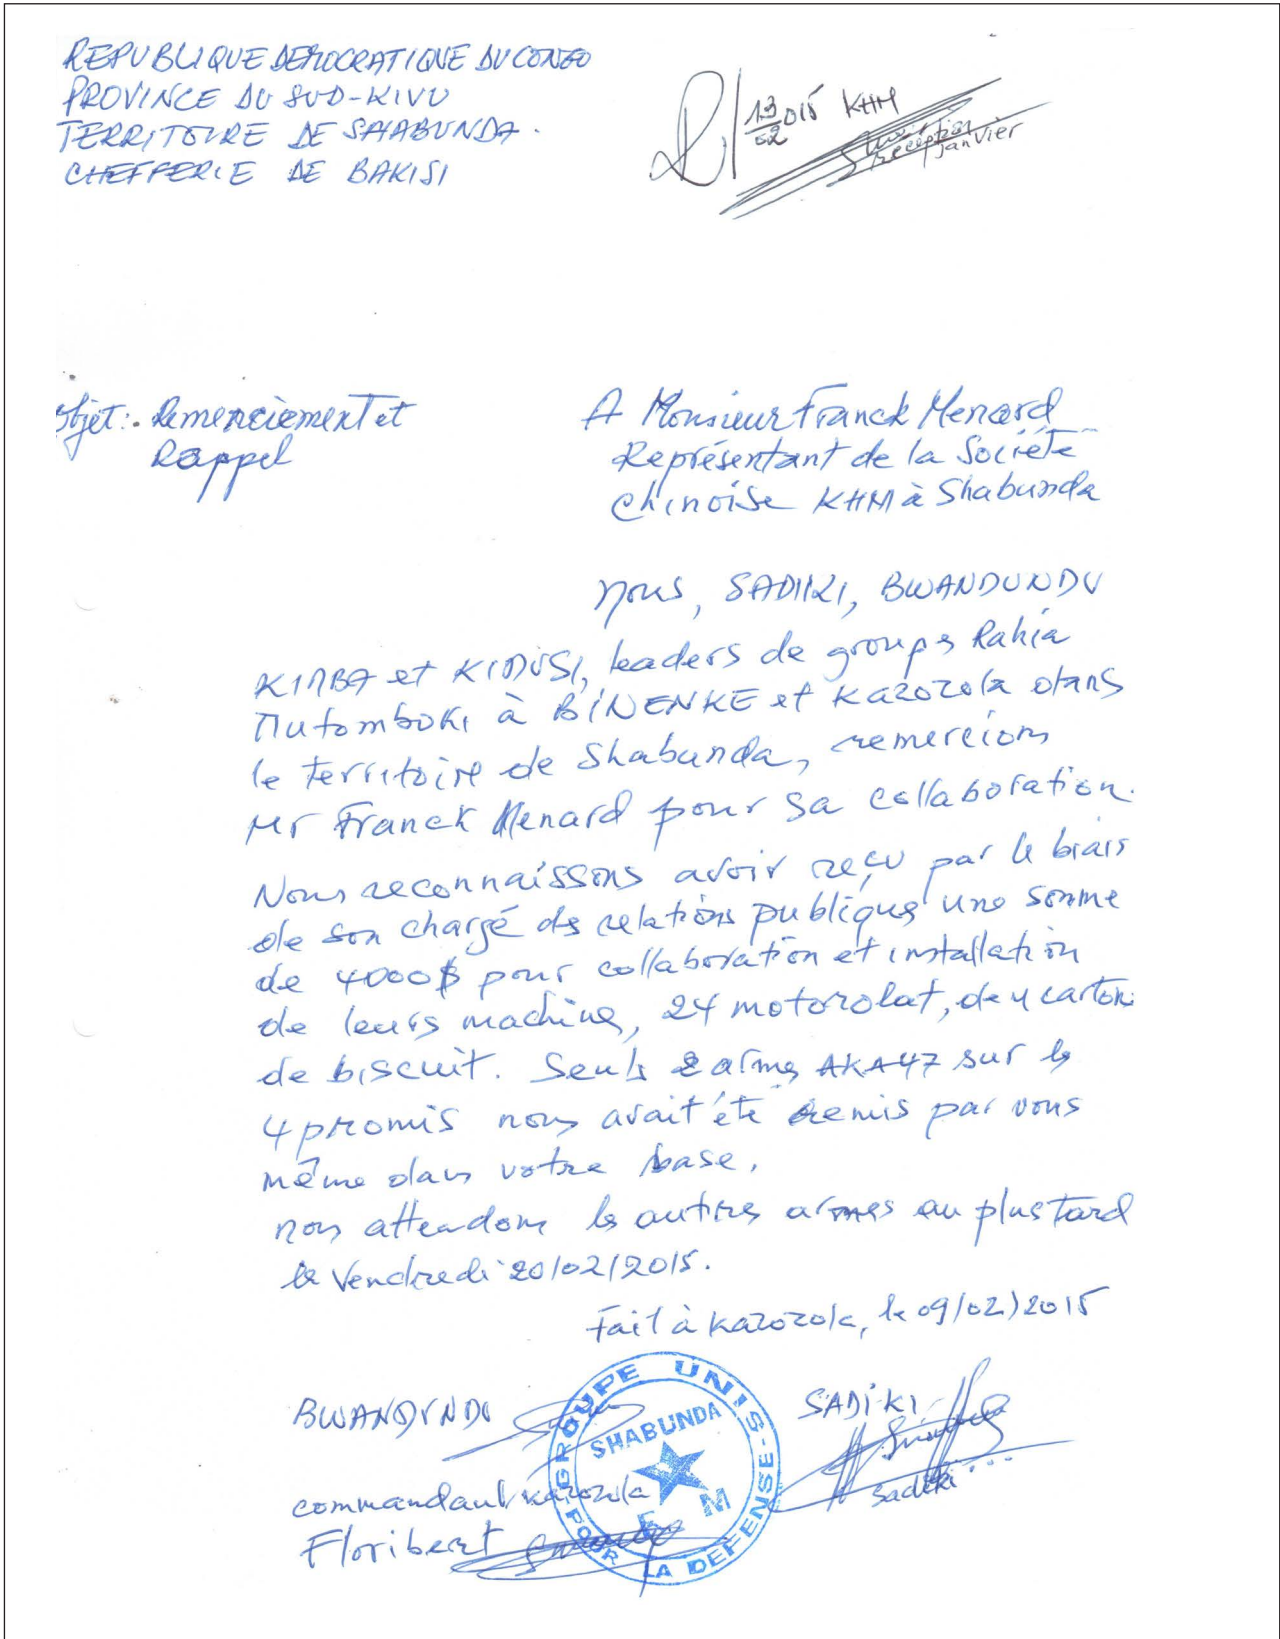 REPUBLIQUE DEMOCRATIQUE DU CONGO
PROVINCE DU SUD-KIVU
TERRITOIRE DE SHABUNDA.
CHEFFERIE DE BAKISI
13/02 015 KHM
réception
janvier
Objet: Remerciement et
Rappel
A Monsieur Franck Menard
Représentant de la Société
Chinoise KHM à Shabunda
Nous, SADIKI, BWANDUNDU
KIMBA et KIDUSI, leaders de groupes Rahia
Mutomboki à BINENKE et Kazozola dans
le territoire de Shabunda, remercions
Mr Franck Menard pour sa collaboration.
Nous reconnaissons avoir reçu par le biais
de son chargé des relations publiques une somme
de 4000$ pour collaboration et installation
de leurs machines, 24 motorolat, de 4 carton
de biscuit. Seuls 2 armes AKA47 sur les
4 promis nous avait été remis par vous
même dans votre base.
nous attendons les autres armes au plus tard
le Vendredi 20/02/2015.
Fait à Kazozola, le 09/02/2015
BWANDUNDU
SADIKI
Sadiki...
commandant kazozola
Floribert
GROUPE UNIS-POUR LA DEFENSE-
SHABUNDA
M